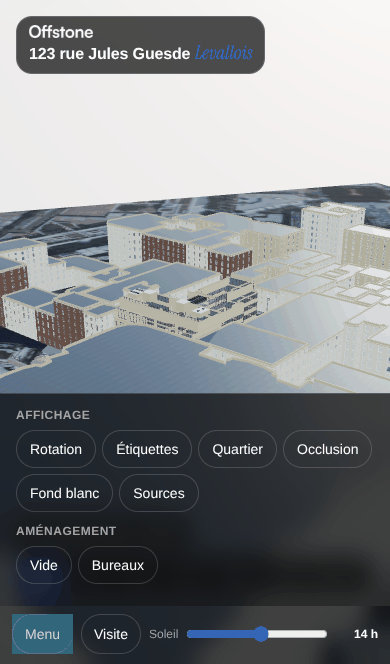 Offstone
123 rue Jules Guesde Levallois
AFFICHAGE
Rotation Étiquettes Quartier Occlusion
Fond blanc Sources
AMÉNAGEMENT
Vide Bureaux
Menu Visite Soleil 14 h